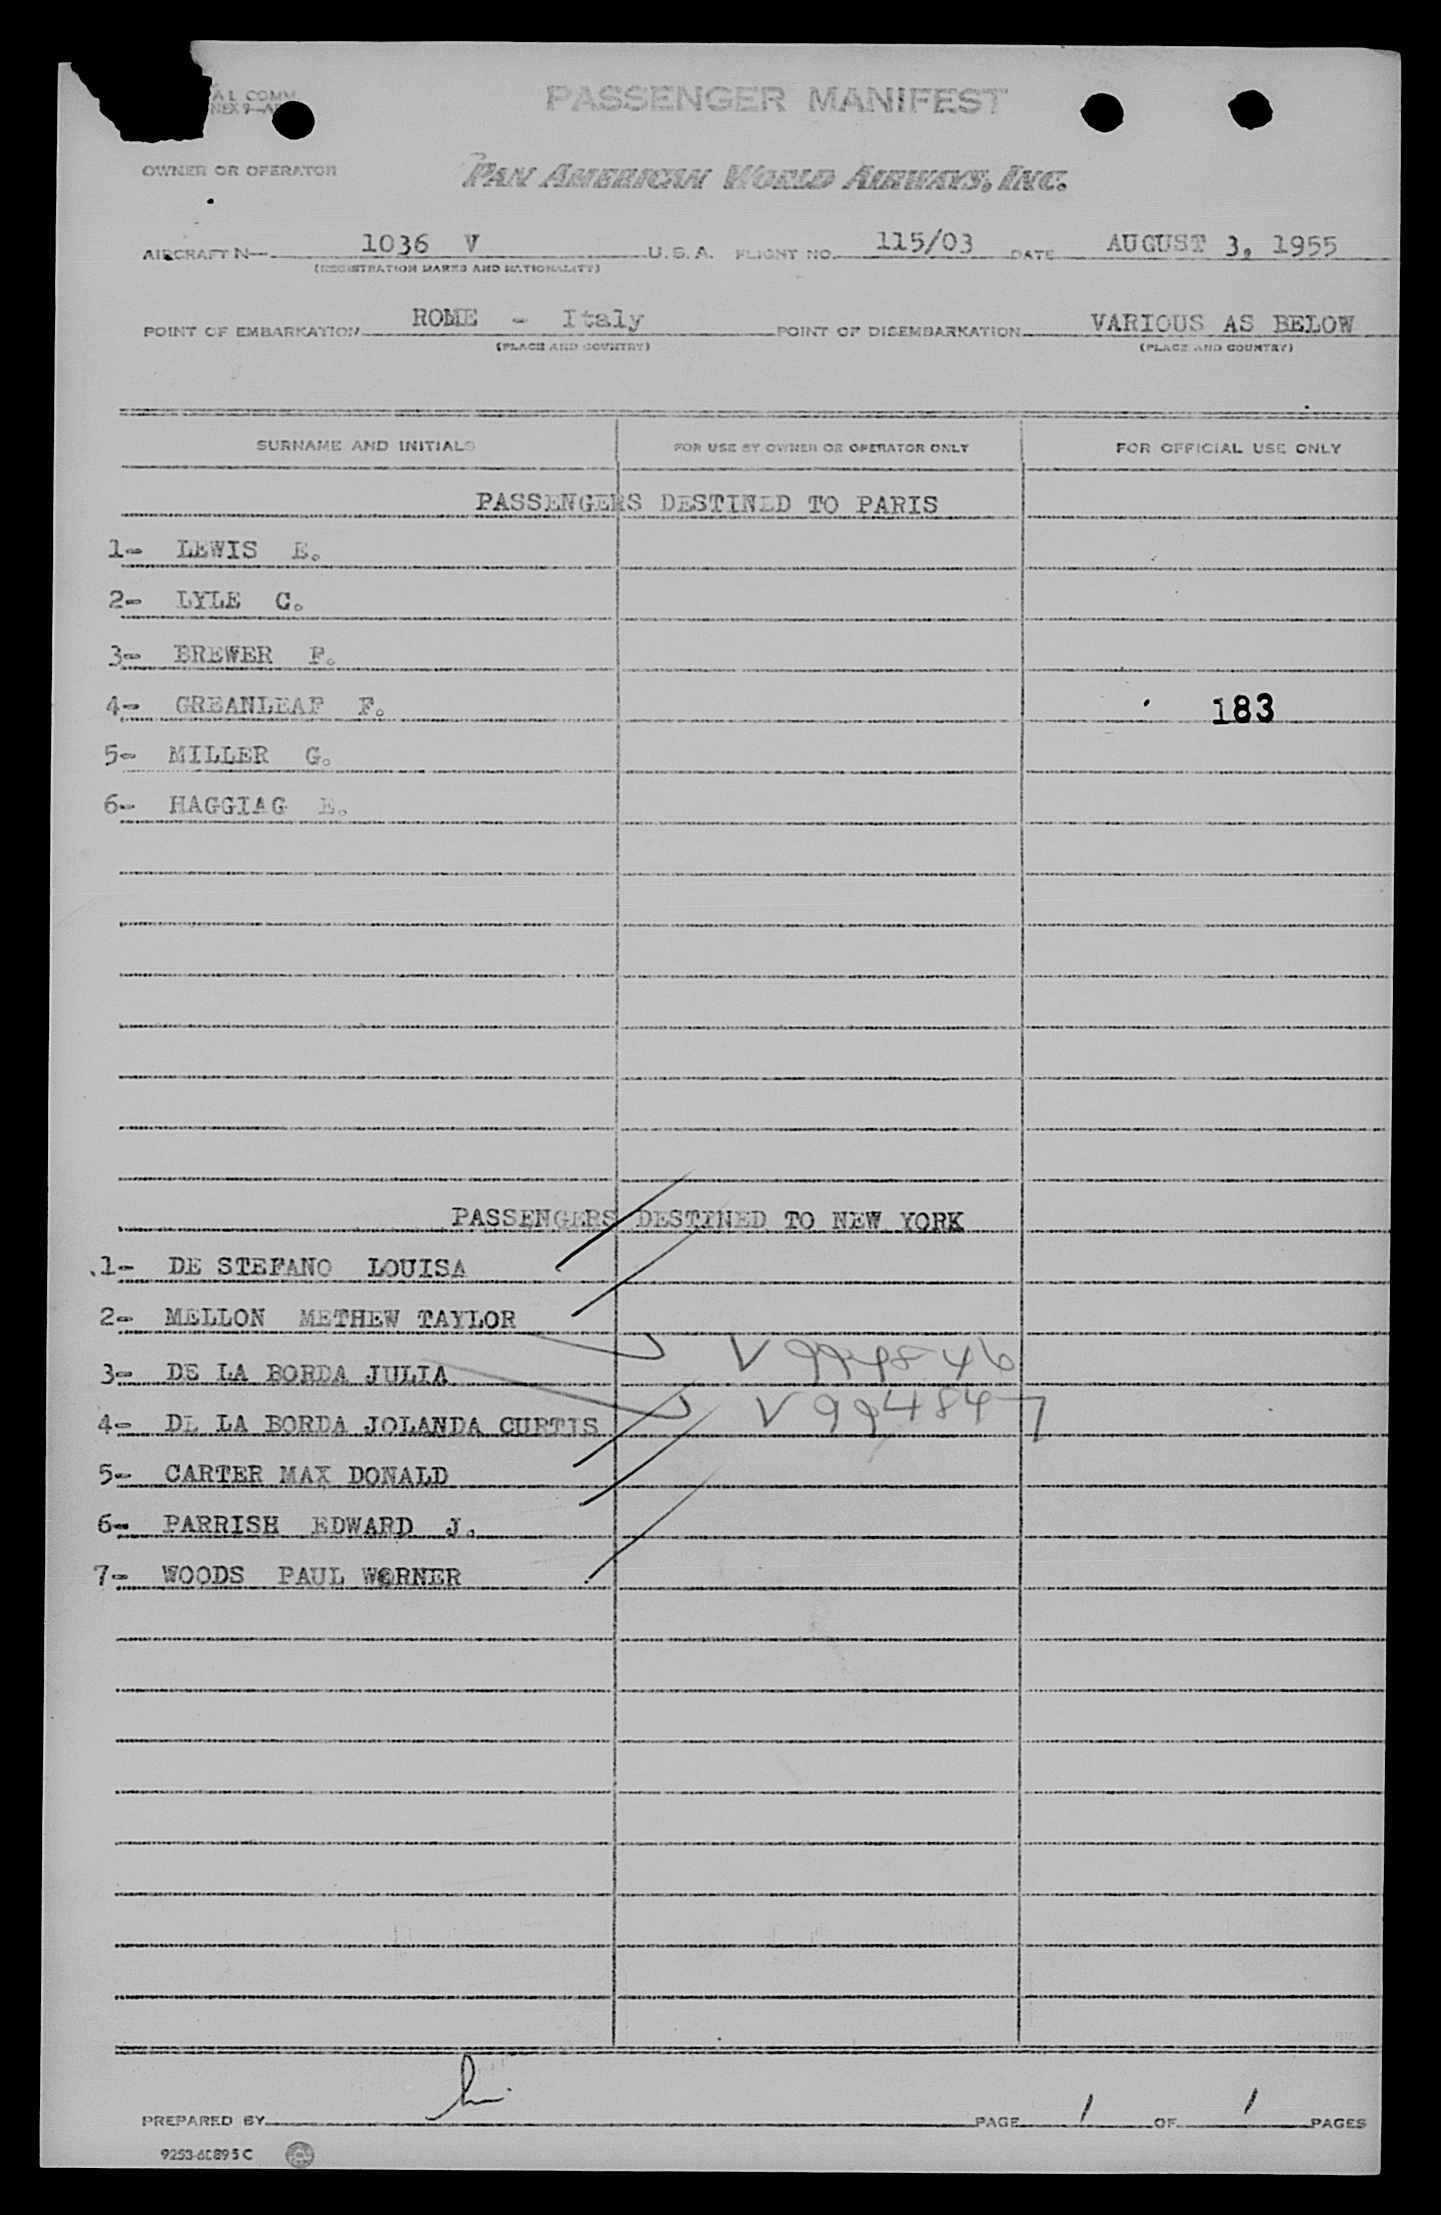 AL COMM
NEX 9—A
PASSENGER MANIFEST
OWNER OR OPERATOR
PAN AMERICAN WORLD AIRWAYS, INC.
AIRCRAFT N— 1036 V U. S. A. FLIGHT NO. 115/03 DATE AUGUST 3, 1955
(REGISTRATION MARKS AND NATIONALITY)
POINT OF EMBARKATION ROME - Italy POINT OF DISEMBARKATION VARIOUS AS BELOW
(PLACE AND COUNTRY) (PLACE AND COUNTRY)
SURNAME AND INITIALS FOR USE BY OWNER OR OPERATOR ONLY FOR OFFICIAL USE ONLY
PASSENGERS DESTINED TO PARIS
1- LEWIS E.
2- LYLE C.
3- BREWER F.
4- GREANLEAF F. 183
5- MILLER G.
6- HAGGIAG E.
PASSENGERS DESTINED TO NEW YORK
1- DE STEFANO LOUISA
2- MELLON METHEW TAYLOR
3- DE LA BORDA JULIA V994846
4- DE LA BORDA JOLANDA CURTIS V994847
5- CARTER MAX DONALD
6- PARRISH EDWARD J.
7- WOODS PAUL WERNER
PREPARED BY PAGE 1 OF 1 PAGES
9253-60895C